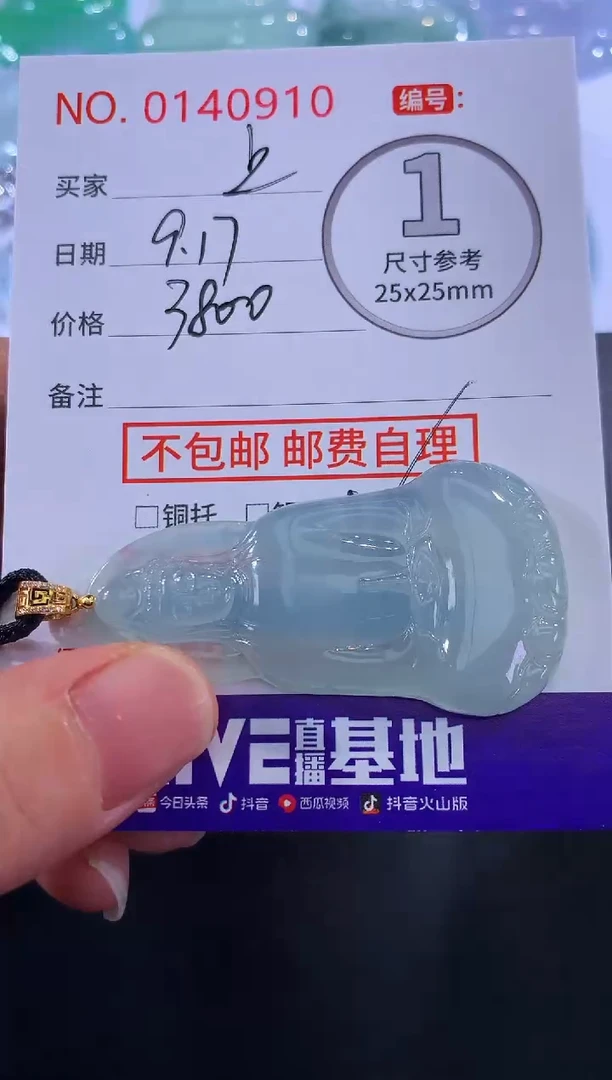 NO. 0140910 编号:
买家
日期 9.17
价格 3800
1
尺寸参考
25x25mm
备注
不包邮 邮费自理
□铜托 □
VE直播基地
今日头条 抖音 西瓜视频 抖音火山版